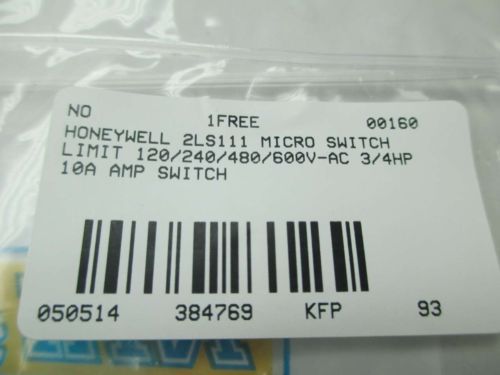 NO 1FREE 00160
HONEYWELL 2LS111 MICRO SWITCH
LIMIT 120/240/480/600V-AC 3/4HP
10A AMP SWITCH
050514 384769 KFP 93